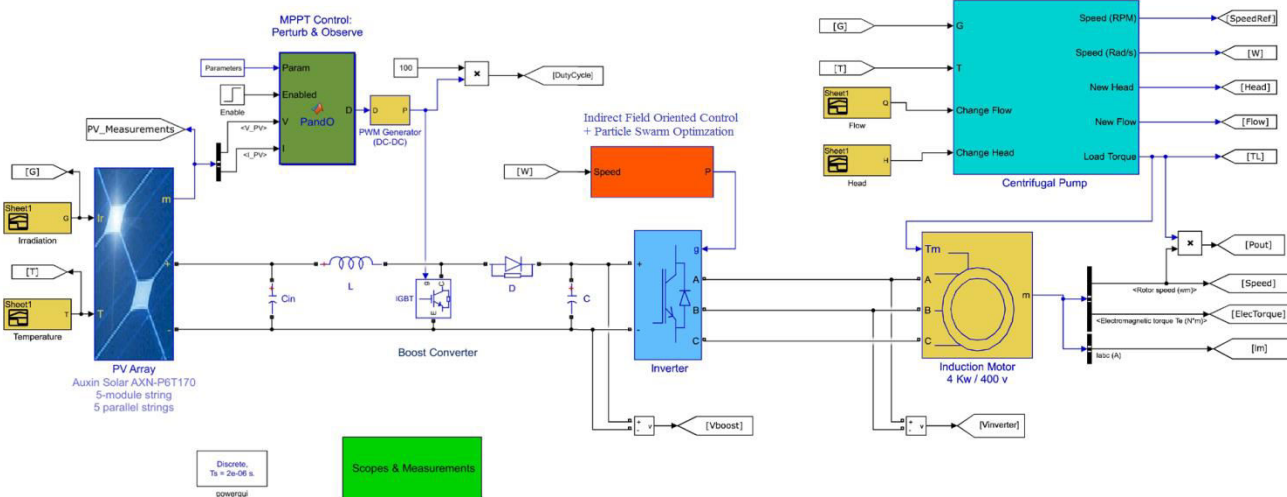 MPPT Control:
Perturb & Observe
Parameters
Param
Enabled
Enable
V
I
<V_PV>
<I_PV>
PandO
D
D
P
PWM Generator
(DC-DC)
100
×
[DutyCycle]
PV_Measurements
[G]
Sheet1
G
Irradiation
[T]
Sheet1
T
Temperature
Ir
T
m
+
-
PV Array
Auxin Solar AXN-P6T170
5-module string
5 parallel strings
Cin
L
g
C
E
iGBT
D
C
Boost Converter
Indirect Field Oriented Control
+ Particle Swarm Optimzation
[W]
Speed
P
g
+
-
A
B
C
Inverter
+
-
v
[Vboost]
[G]
[T]
Sheet1
Q
Flow
Sheet1
H
Head
G
T
Change Flow
Change Head
Speed (RPM)
Speed (Rad/s)
New Head
New Flow
Load Torque
Centrifugal Pump
[SpeedRef]
[W]
[Head]
[Flow]
[TL]
Tm
A
B
C
m
Induction Motor
4 Kw / 400 v
×
[Pout]
<Rotor speed (wm)>
[Speed]
<Electromagnetic torque Te (N*m)>
[ElecTorque]
Iabc (A)
[Im]
+
-
v
[Vinverter]
Discrete,
Ts = 2e-06 s.
powergui
Scopes & Measurements